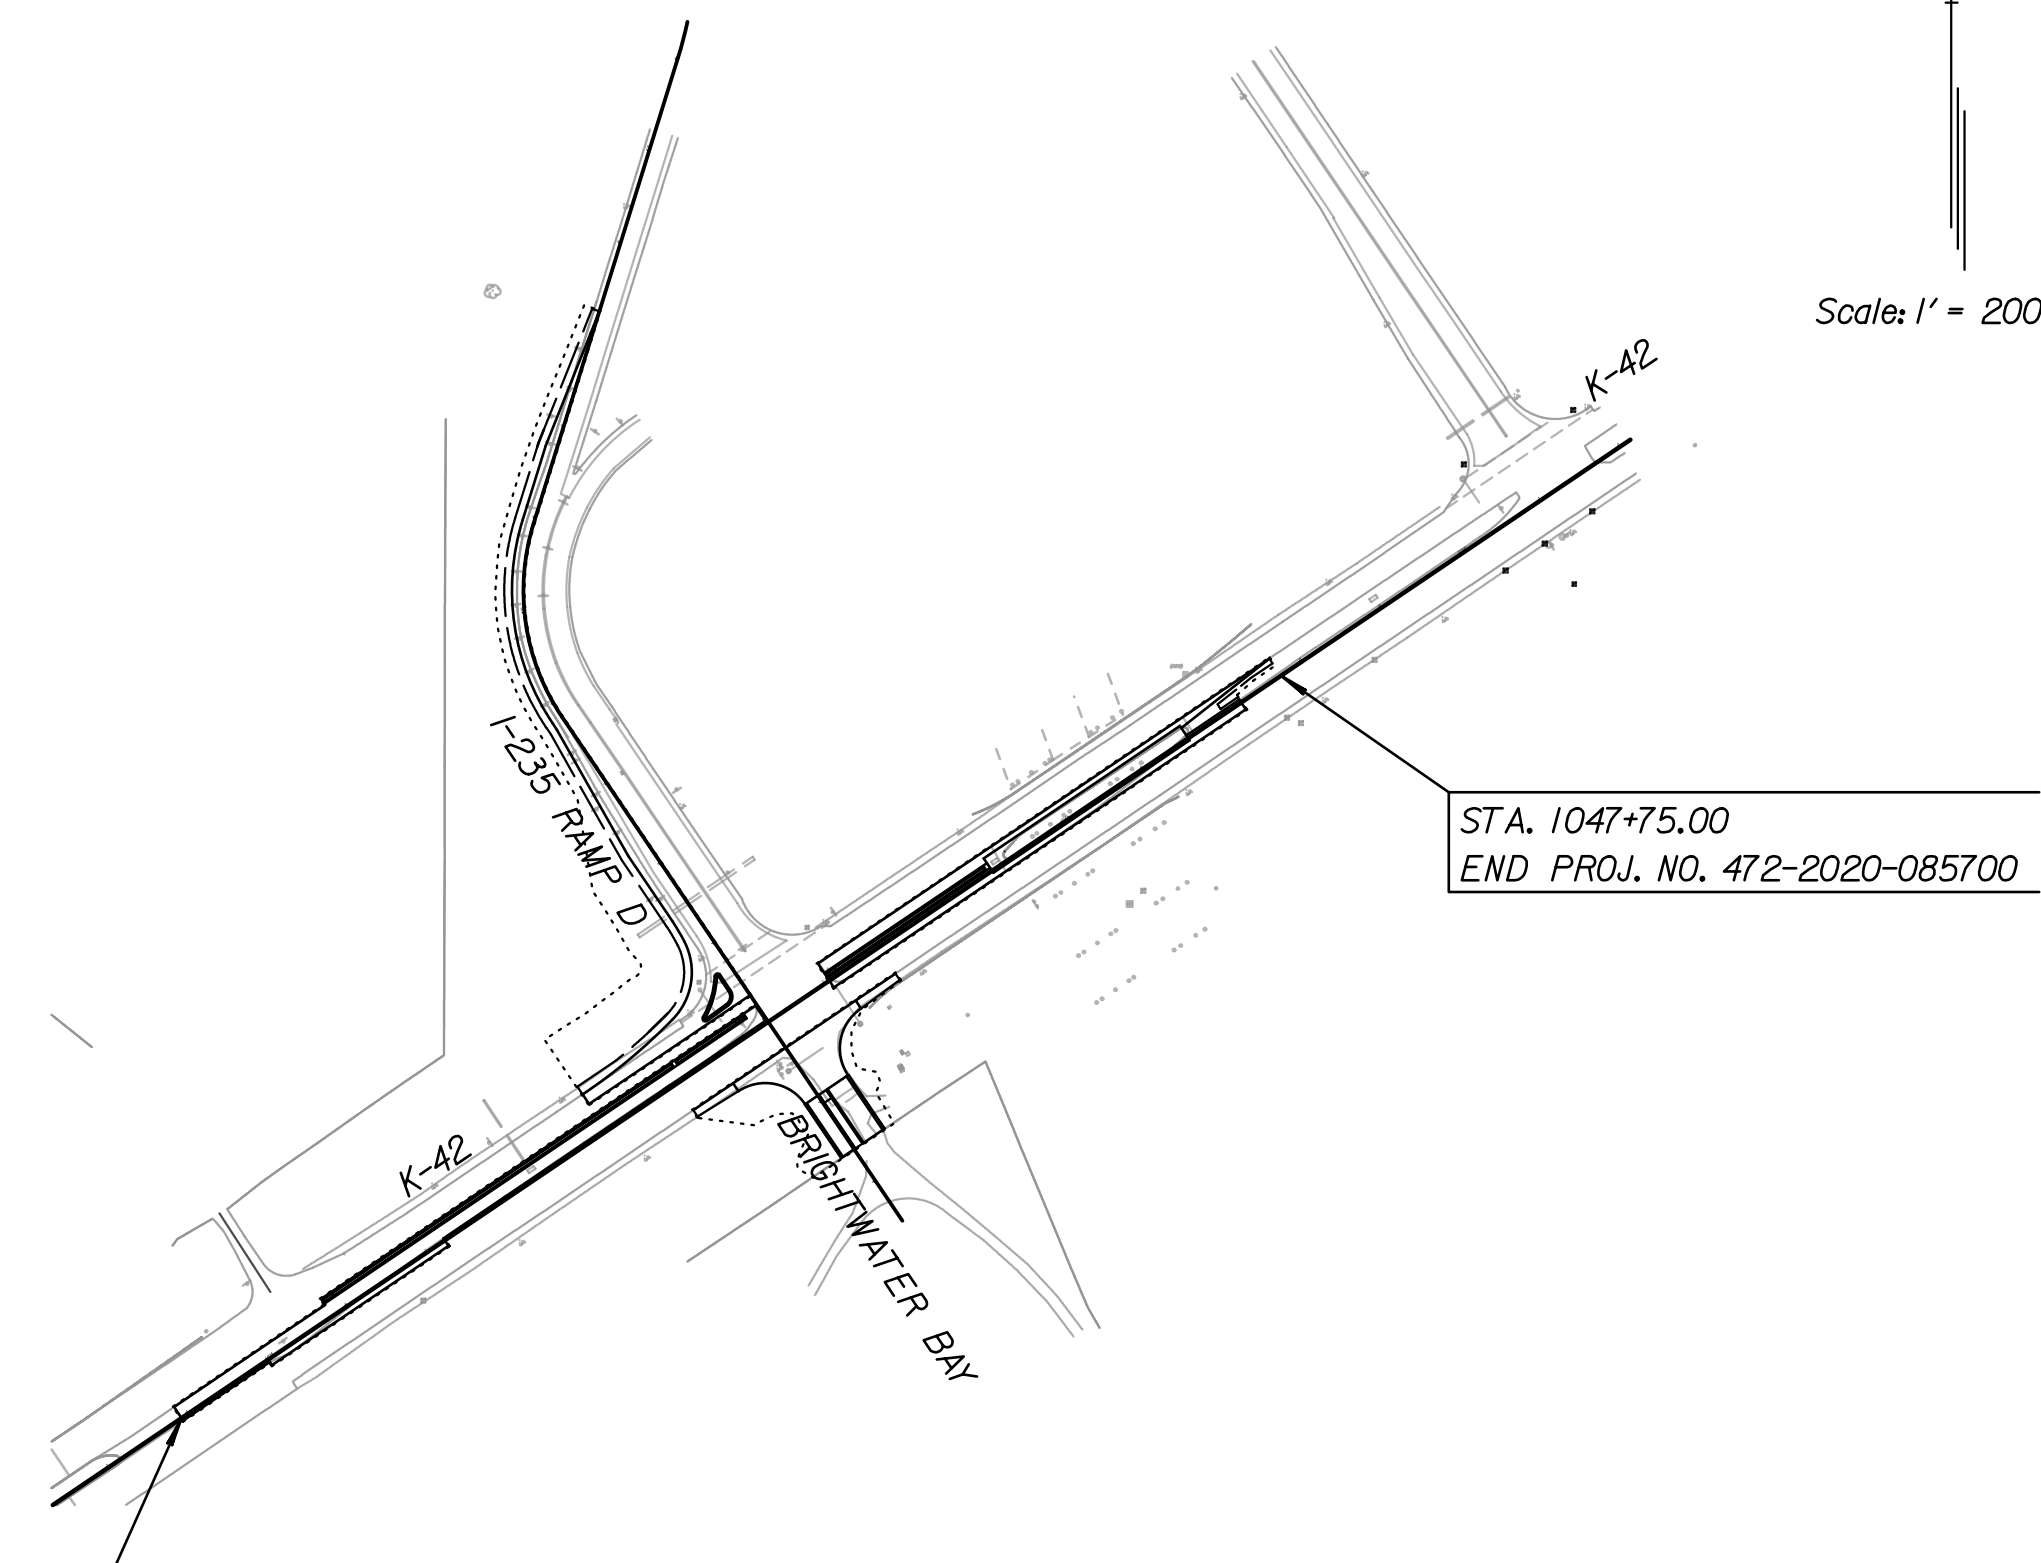 Scale: 1' = 200
K-42
I-235 RAMP D
STA. 1047+75.00
END PROJ. NO. 472-2020-085700
K-42
BRIGHTWATER BAY